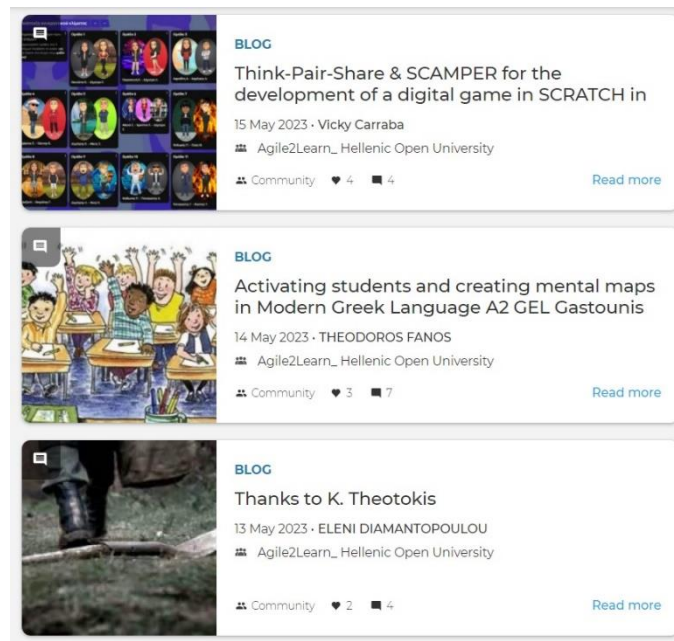 BLOG
Think-Pair-Share & SCAMPER for the
development of a digital game in SCRATCH in
15 May 2023 • Vicky Carraba
Agile2Learn_ Hellenic Open University
Community 4 4
Read more
BLOG
Activating students and creating mental maps
in Modern Greek Language A2 GEL Gastounis
14 May 2023 • THEODOROS FANOS
Agile2Learn_ Hellenic Open University
Community 3 7
Read more
BLOG
Thanks to K. Theotokis
13 May 2023 • ELENI DIAMANTOPOULOU
Agile2Learn_ Hellenic Open University
Community 2 4
Read more